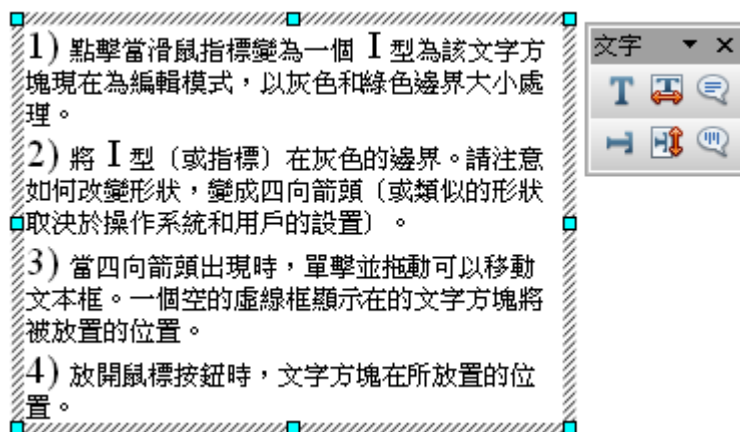 1) 點擊當滑鼠指標變為一個 I 型為該文字方
塊現在為編輯模式，以灰色和綠色邊界大小處
理。
2) 將 I 型（或指標）在灰色的邊界。請注意
如何改變形狀，變成四向箭頭（或類似的形狀
取決於操作系統和用戶的設置）。
3) 當四向箭頭出現時，單擊並拖動可以移動
文本框。一個空的虛線框顯示在的文字方塊將
被放置的位置。
4) 放開鼠標按鈕時，文字方塊在所放置的位
置。
文字